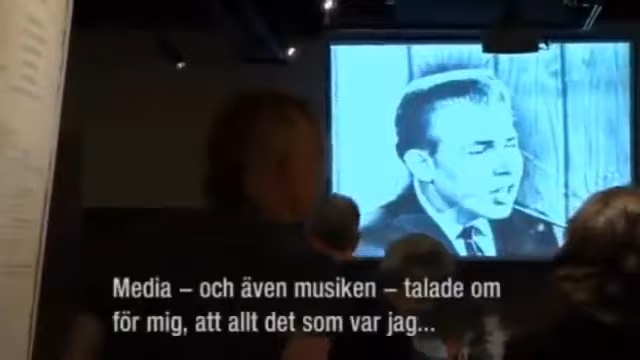 Media – och även musiken – talade om
för mig, att allt det som var jag...